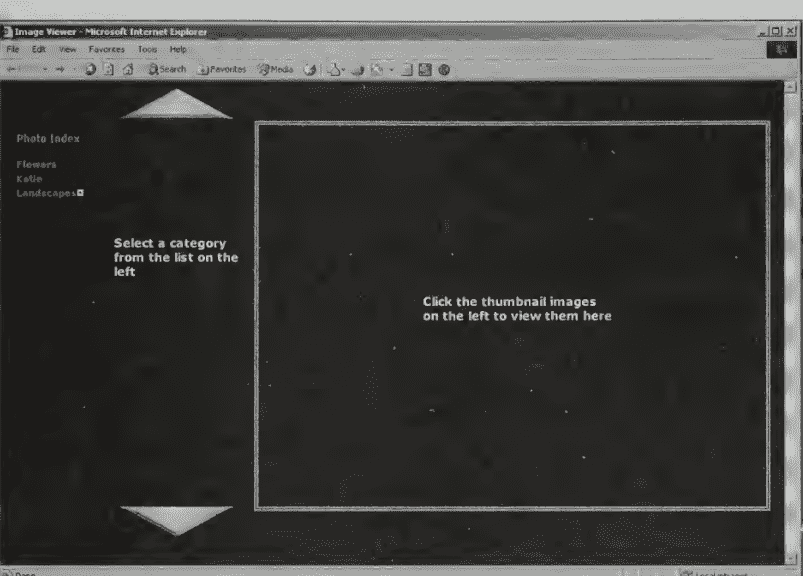 Image Viewer - Microsoft Internet Explorer
File Edit View Favorites Tools Help
Search Favorites Media
Photo Index
Flowers
Katie
Landscapes
Select a category
from the list on the
left
Click the thumbnail images
on the left to view them here
Done Local intranet